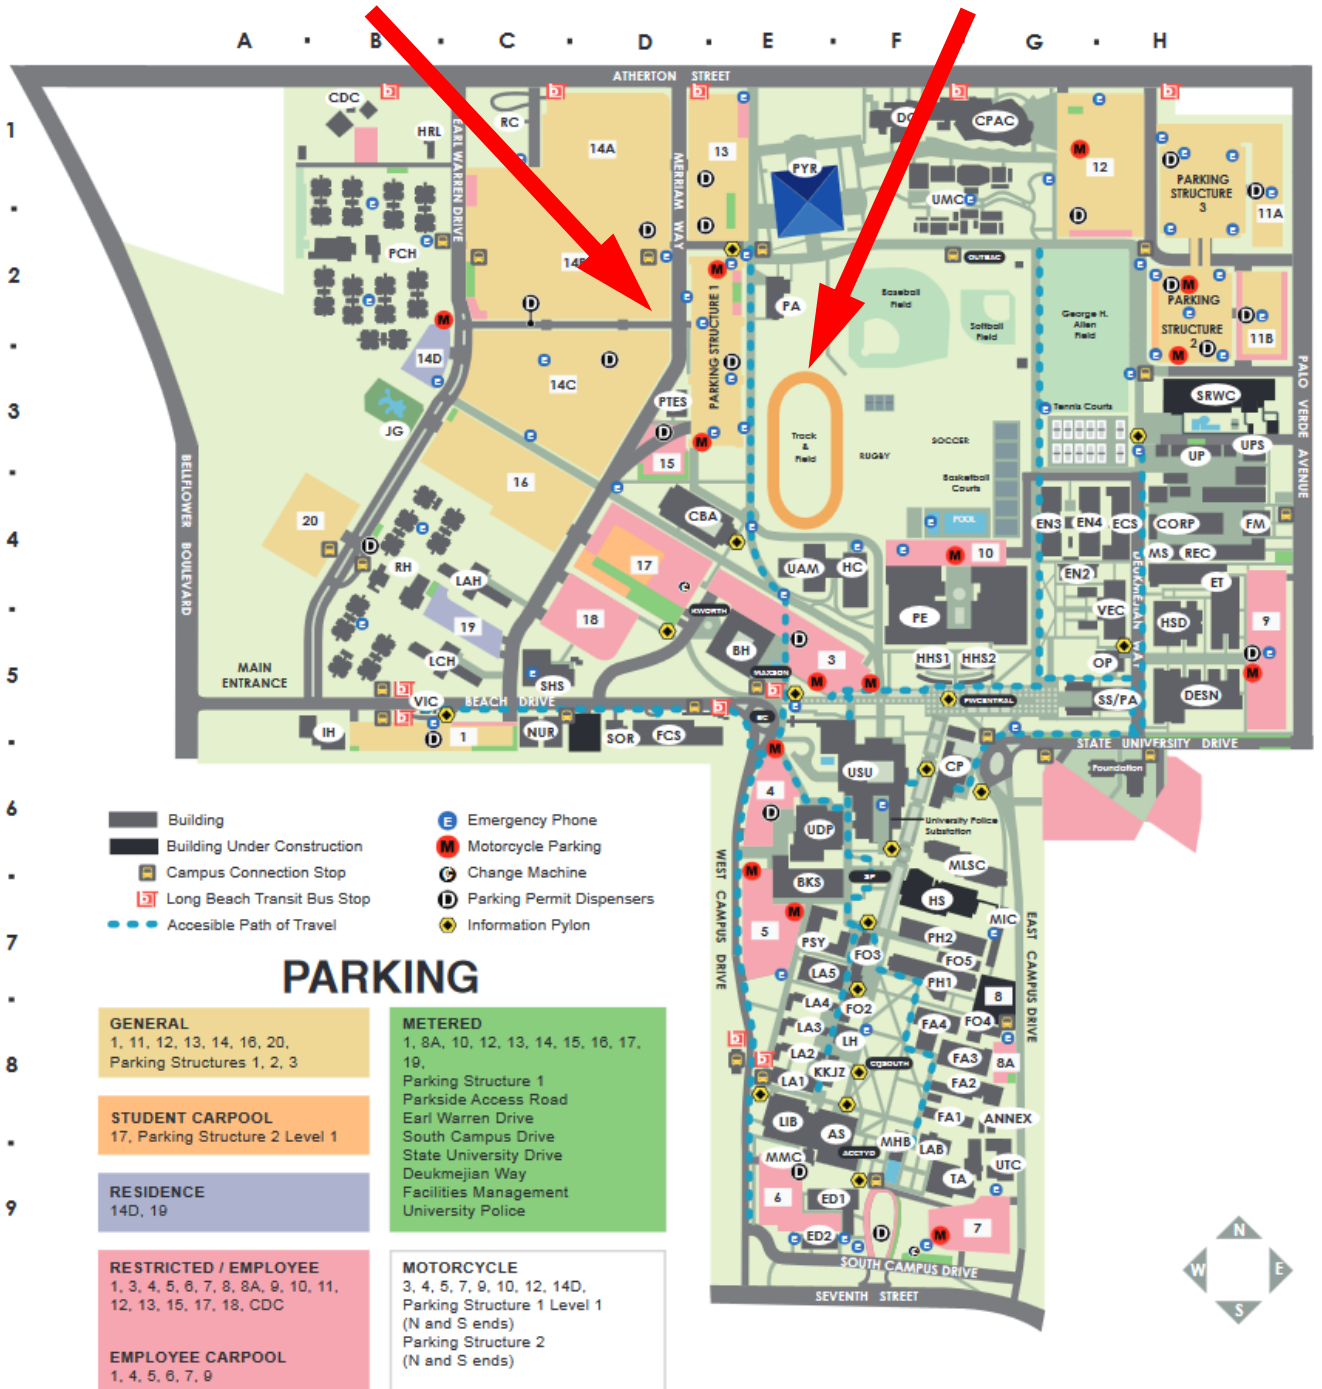 A · B · C · D · E · F · G · H
ATHERTON STREET
1
CDC
HRL
EARL WARREN DRIVE
RC
14A
MERRIAM WAY
13
PYR
CPAC
UMC
12
PARKING
STRUCTURE
3
11A
2
PCH
OUTBAC
PA
Baseball
Field
Softball
Field
George H.
Allen
Field
PARKING
STRUCTURE
2
11B
PARKING STRUCTURE 1
14D
14C
3
JG
PTES
15
Track
&
Field
RUGBY
SOCCER
Basketball
Courts
Tennis Courts
SRWC
UP
UPS
PALO VERDE AVENUE
BELLFLOWER BOULEVARD
16
20
4
CBA
POOL
EN3
EN4
ECS
CORP
FM
RH
LAH
17
UAM
HC
10
MS
REC
EN2
DEUKMEJIAN WAY
ET
19
18
KWORTH
BH
PE
VEC
HSD
9
5
MAIN
ENTRANCE
LCH
SHS
3
HHS1
HHS2
OP
MAXSON
VIC
BEACH DRIVE
FWCENTRAL
SS/PA
DESN
IH
1
NUR
SOR
FCS
BC
STATE UNIVERSITY DRIVE
USU
CP
Foundation
6
4
UDP
University Police
Substation
MLSC
BKS
SP
HS
WEST CAMPUS DRIVE
MIC
EAST CAMPUS DRIVE
7
5
PSY
PH2
FO3
FO5
LA5
PH1
8
LA4
FO2
FA4
FO4
LA3
LH
8
LA2
KKJZ
CQSOUTH
FA3
8A
LA1
FA2
LIB
FA1
ANNEX
AS
MHB
LAB
ACCTYD
MMC
UTC
TA
9
6
ED1
7
ED2
SOUTH CAMPUS DRIVE
SEVENTH STREET
Building
Building Under Construction
Campus Connection Stop
Long Beach Transit Bus Stop
Accesible Path of Travel
E Emergency Phone
M Motorcycle Parking
C Change Machine
D Parking Permit Dispensers
Information Pylon
PARKING
GENERAL
1, 11, 12, 13, 14, 16, 20,
Parking Structures 1, 2, 3
STUDENT CARPOOL
17, Parking Structure 2 Level 1
RESIDENCE
14D, 19
RESTRICTED / EMPLOYEE
1, 3, 4, 5, 6, 7, 8, 8A, 9, 10, 11,
12, 13, 15, 17, 18, CDC
EMPLOYEE CARPOOL
1, 4, 5, 6, 7, 9
METERED
1, 8A, 10, 12, 13, 14, 15, 16, 17,
19,
Parking Structure 1
Parkside Access Road
Earl Warren Drive
South Campus Drive
State University Drive
Deukmejian Way
Facilities Management
University Police
MOTORCYCLE
3, 4, 5, 7, 9, 10, 12, 14D,
Parking Structure 1 Level 1
(N and S ends)
Parking Structure 2
(N and S ends)
N
W
E
S